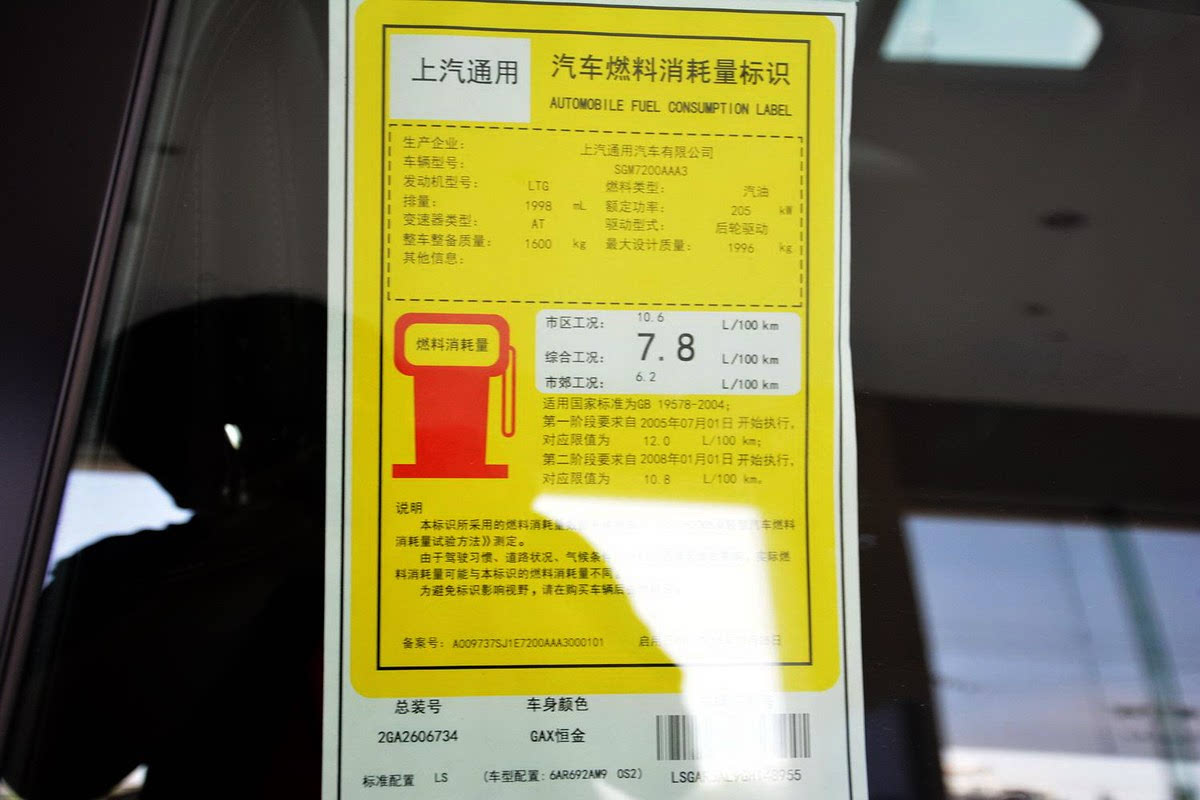 上汽通用
汽车燃料消耗量标识
AUTOMOBILE FUEL CONSUMPTION LABEL
生产企业： 上汽通用汽车有限公司
车辆型号： SGM7200AAA3
发动机型号： LTG 燃料类型： 汽油
排量： 1998 mL 额定功率： 205 kW
变速器类型： AT 驱动型式： 后轮驱动
整车整备质量： 1600 kg 最大设计质量： 1996 kg
其他信息：
燃料消耗量
市区工况： 10.6 L/100 km
综合工况： 7.8 L/100 km
市郊工况： 6.2 L/100 km
适用国家标准为GB 19578-2004；
第一阶段要求自2005年07月01日开始执行，
对应限值为 12.0 L/100 km；
第二阶段要求自2008年01月01日开始执行，
对应限值为 10.8 L/100 km。
说明
本标识所采用的燃料消耗量 汽车燃料
消耗量试验方法》测定。
由于驾驶习惯、道路状况、气候条件 实际燃
料消耗量可能与本标识的燃料消耗量不同
为避免标识影响视野，请在购买车辆后
备案号： A009737SJ1E7200AAA3000101 启用
总装号 车身颜色
2GA2606734 GAX恒金
标准配置 LS （车型配置：6AR692AM9 OS2）